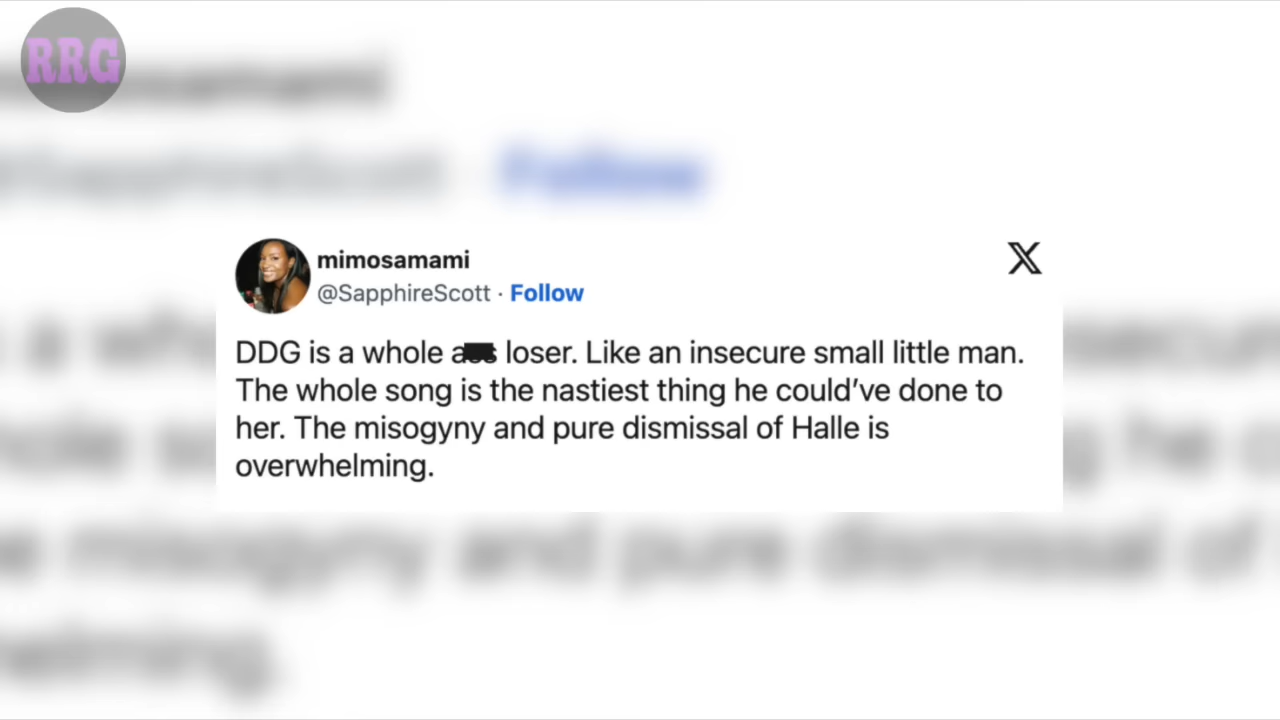 RRG
mimosamami
@SapphireScott · Follow
DDG is a whole a loser. Like an insecure small little man.
The whole song is the nastiest thing he could've done to
her. The misogyny and pure dismissal of Halle is
overwhelming.